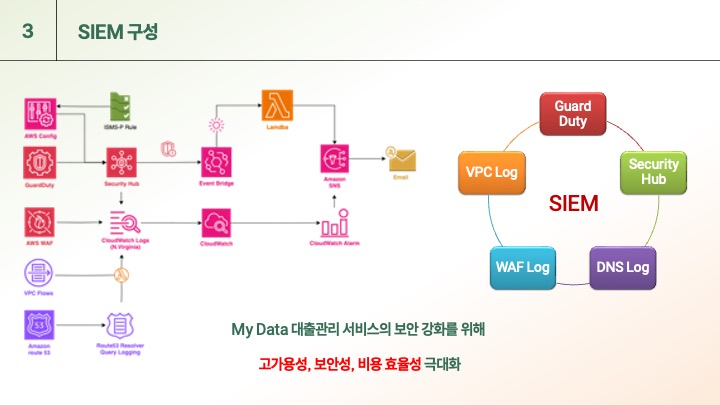 3
SIEM 구성
AWS Config
ISMS-P Rule
Lamdba
GuardDuty
Security Hub
Event Bridge
Amazon
SNS
Email
AWS WAF
CloudWatch Logs
(N.Virginia)
CloudWatch
CloudWatch Alarm
VPC Flows
53
Amazon
route 53
Route53 Resolver
Query Logging
Guard
Duty
VPC Log
Security
Hub
SIEM
WAF Log
DNS Log
My Data 대출관리 서비스의 보안 강화를 위해
고가용성, 보안성, 비용 효율성 극대화